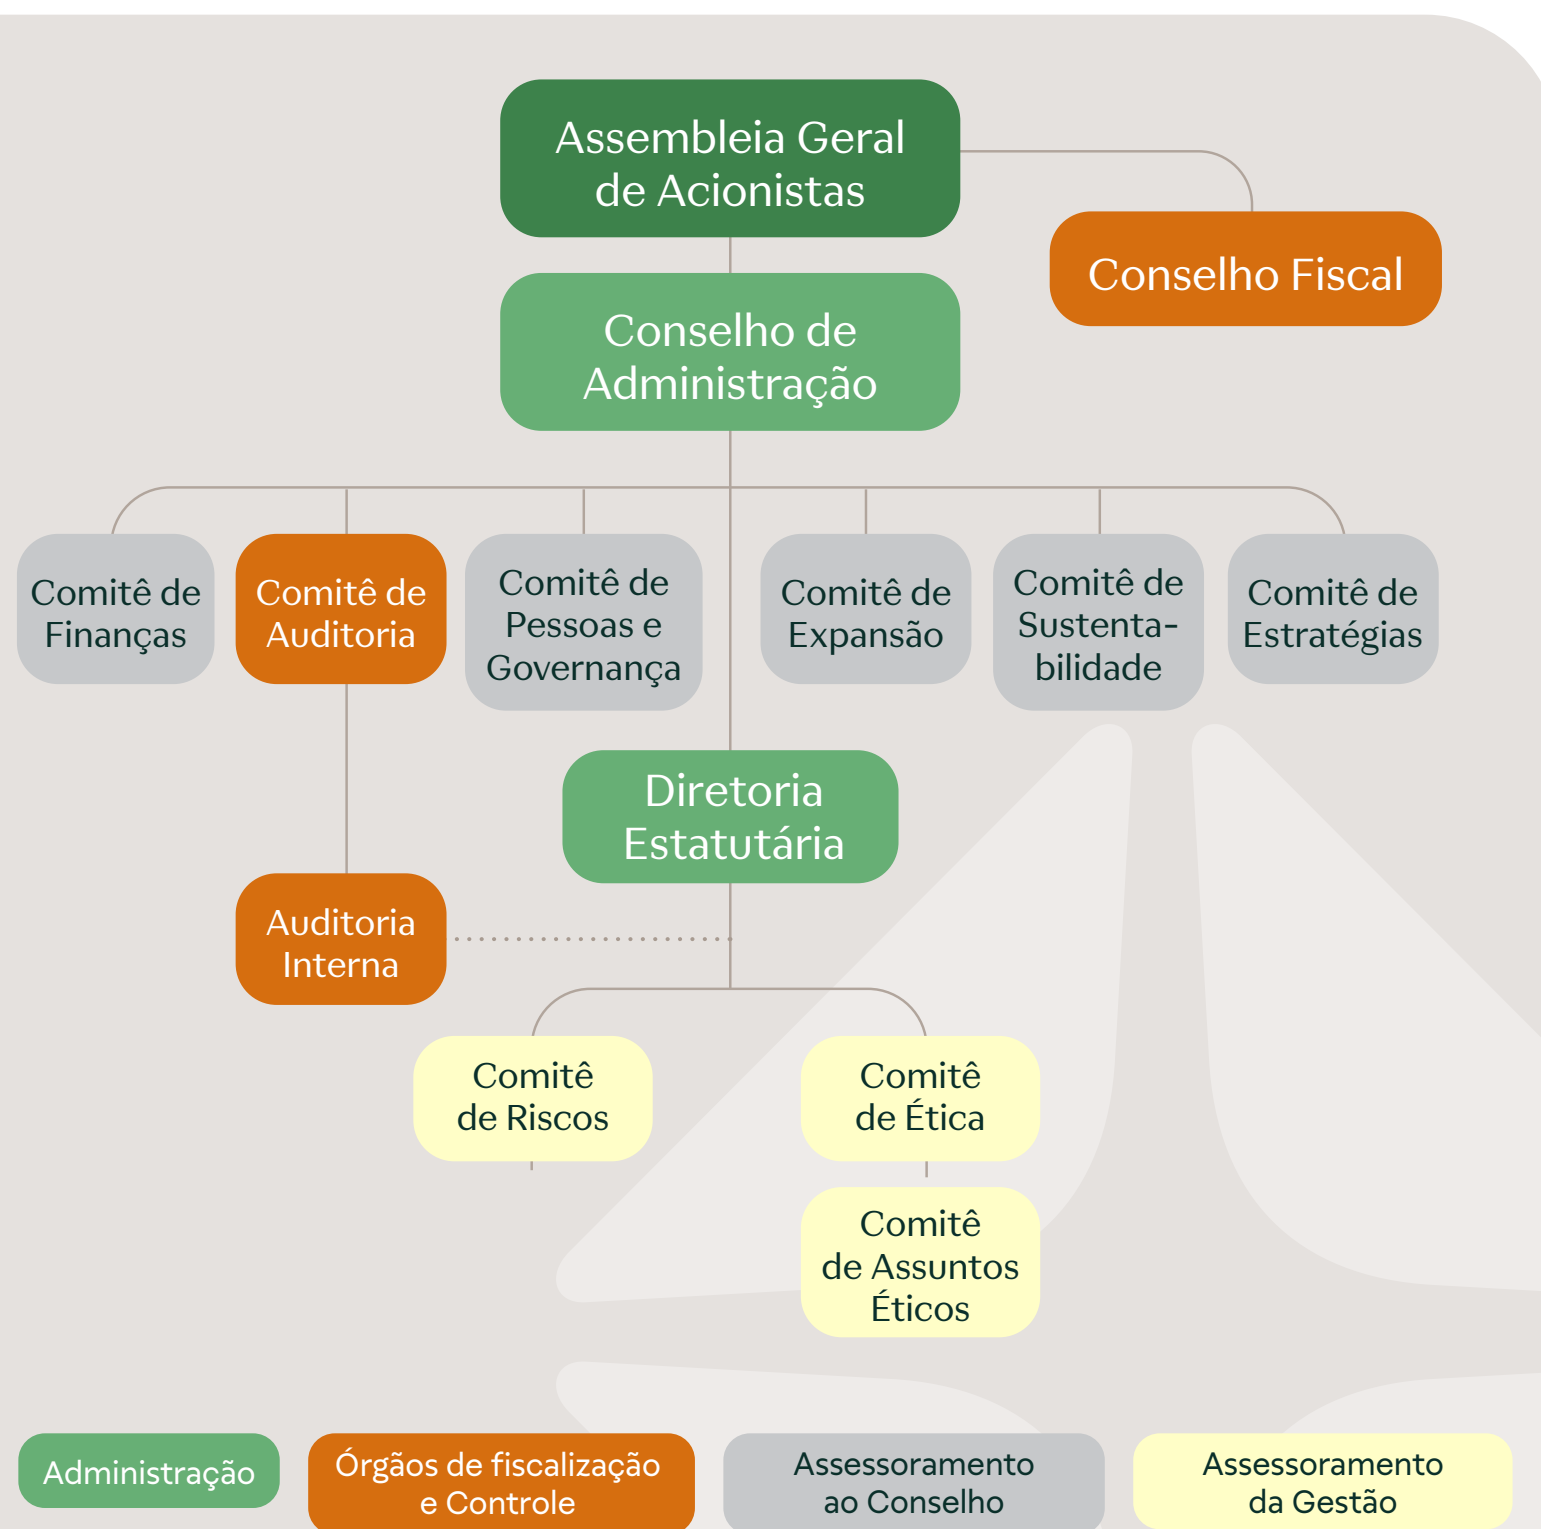 Assembleia Geral
de Acionistas
Conselho Fiscal
Conselho de
Administração
Comitê de
Finanças
Comitê de
Auditoria
Comitê de
Pessoas e
Governança
Comitê de
Expansão
Comitê de
Sustenta-
bilidade
Comitê de
Estratégias
Diretoria
Estatutária
Auditoria
Interna
Comitê
de Riscos
Comitê
de Ética
Comitê
de Assuntos
Éticos
Administração
Órgãos de fiscalização
e Controle
Assessoramento
ao Conselho
Assessoramento
da Gestão